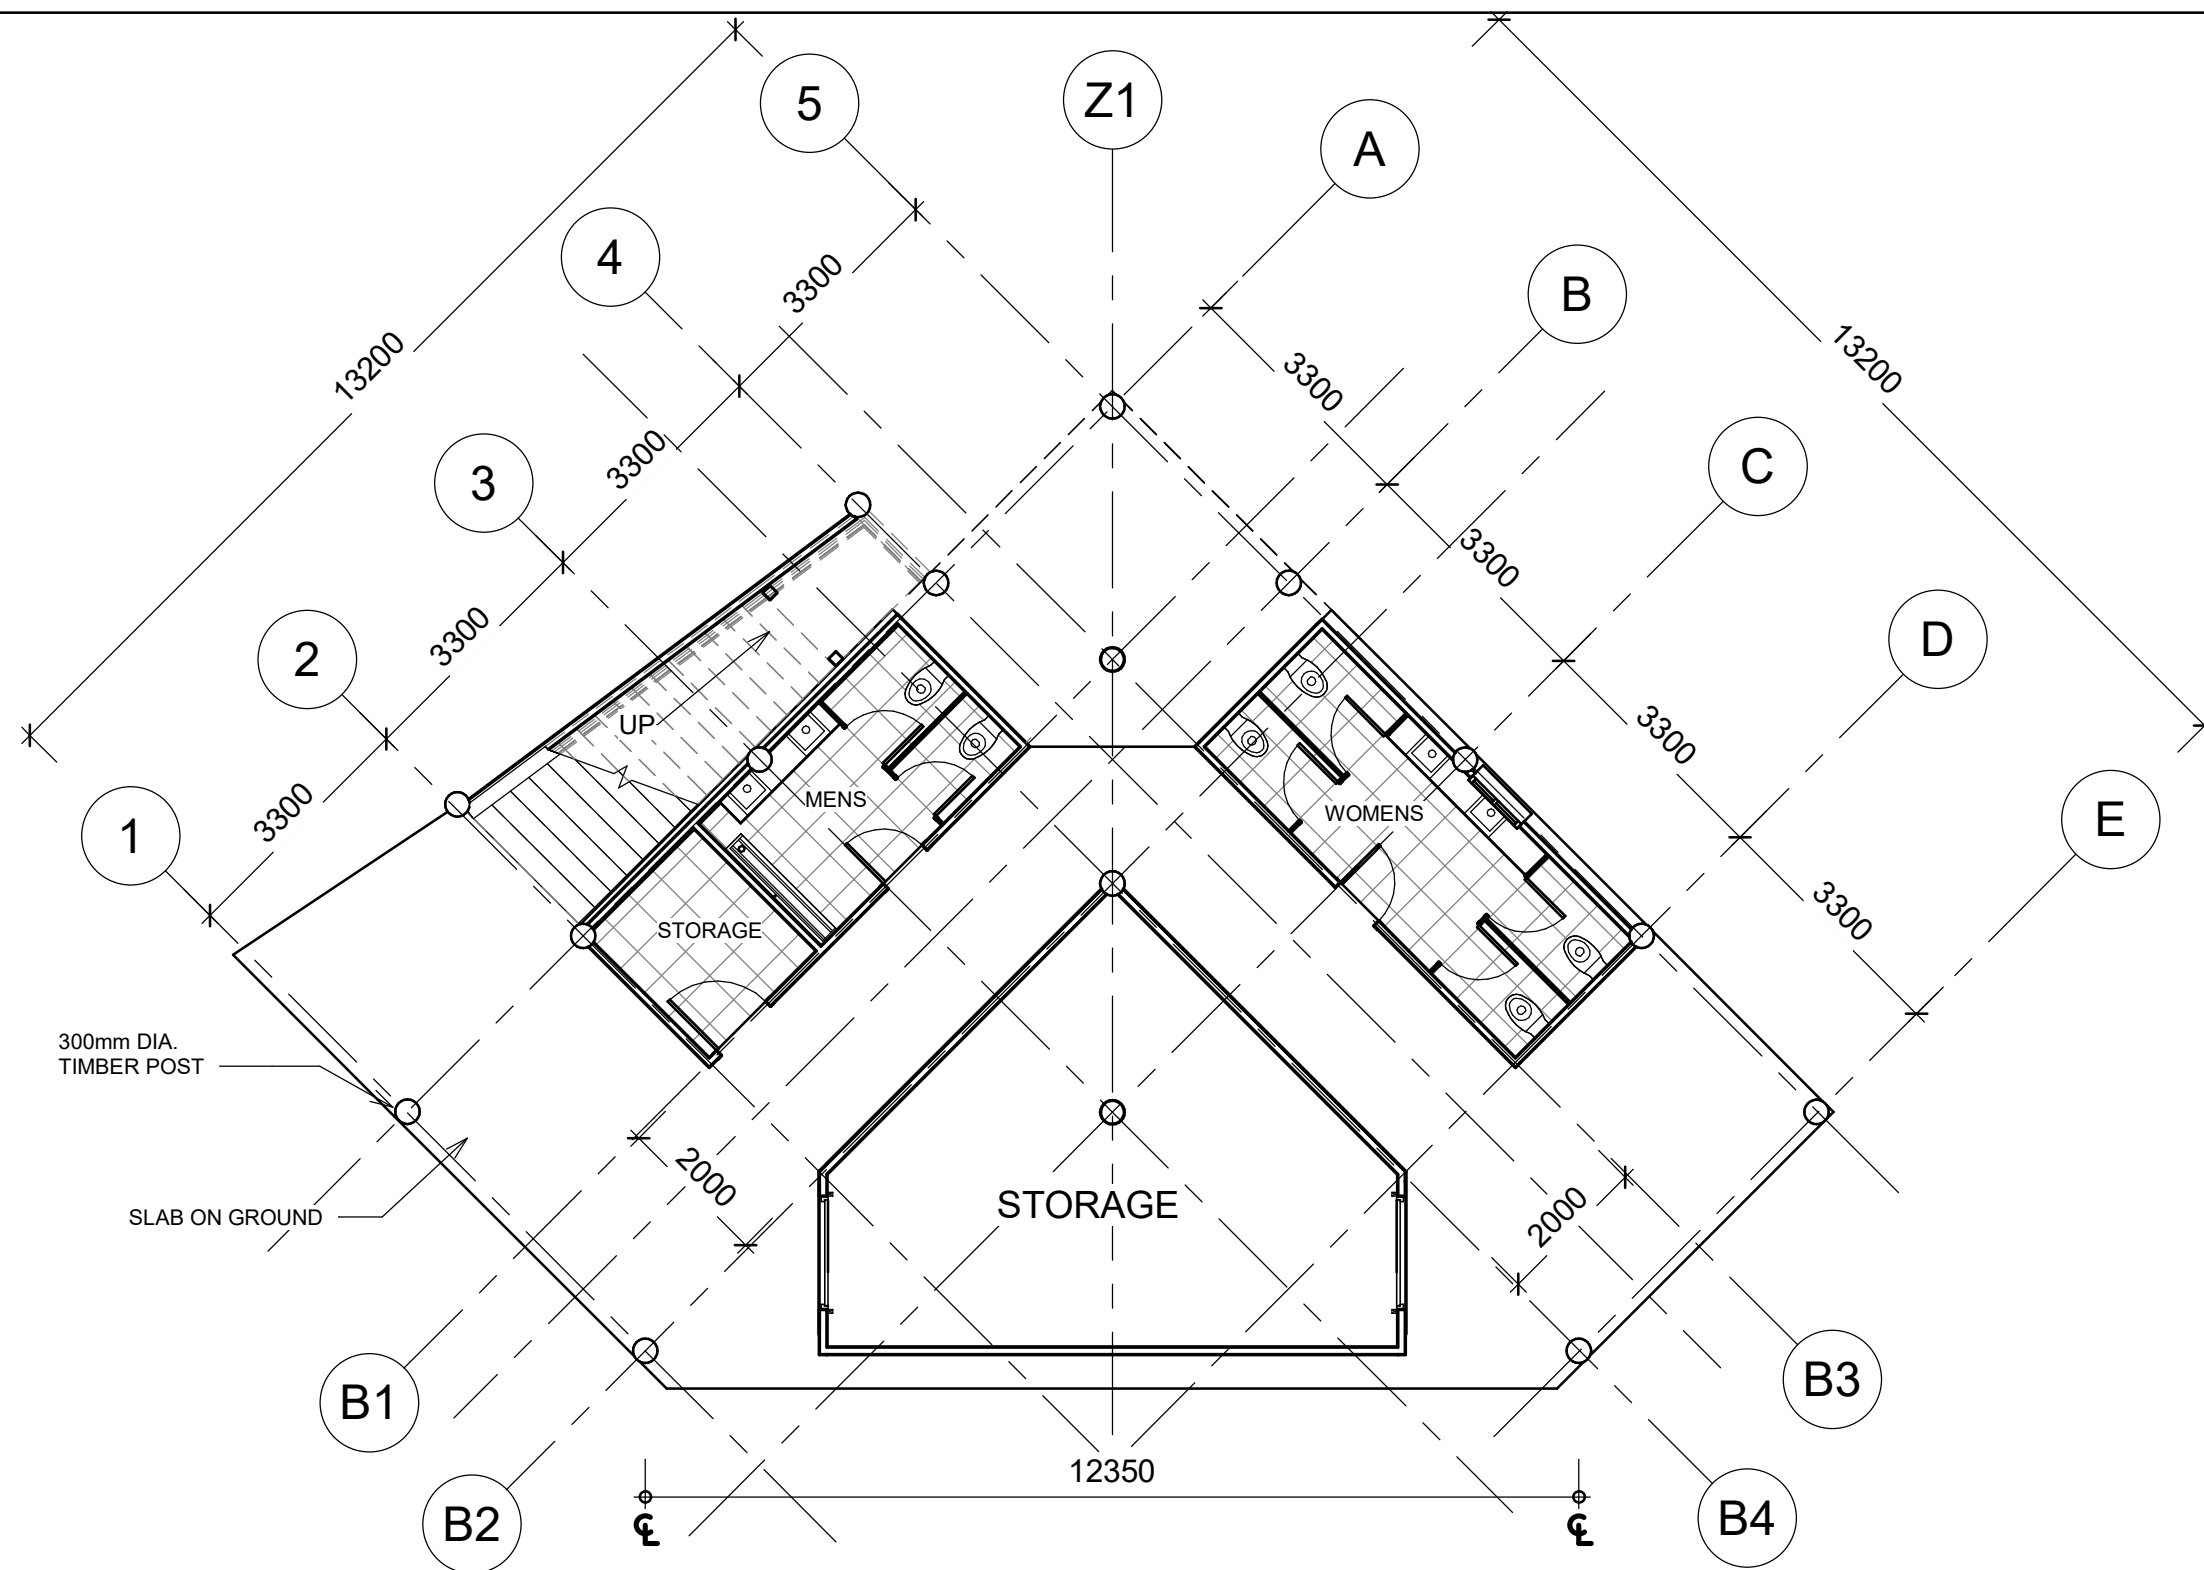 5
Z1
A
4
B
3300
3300
13200
13200
C
3
3300
3300
2
D
3300
3300
UP
1
MENS
WOMENS
E
3300
3300
STORAGE
300mm DIA.
TIMBER POST
2000
STORAGE
2000
SLAB ON GROUND
B1
B3
12350
B2
B4
℄
℄